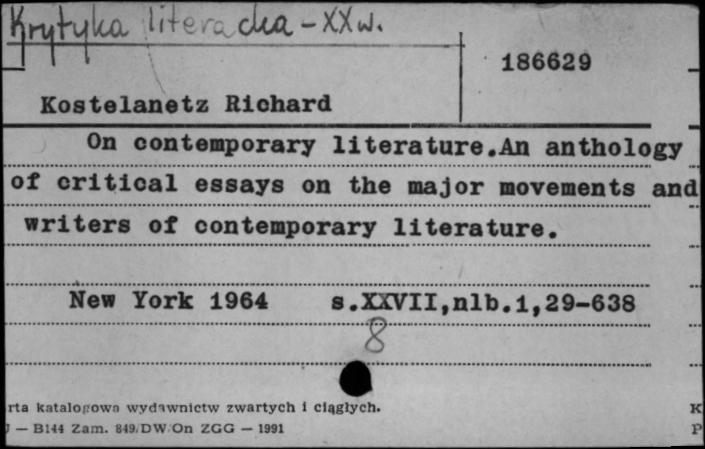 Krytyka literacka - XX w.
186629
Kostelanetz Richard
On contemporary literature.An anthology
of critical essays on the major movements and
writers of contemporary literature.
New York 1964 s.XXVII,nlb.1,29-638
8
rta katalogowa wydawnictw zwartych i ciągłych. K
J — B144 Zam. 849/DW/On ZGG — 1991 P